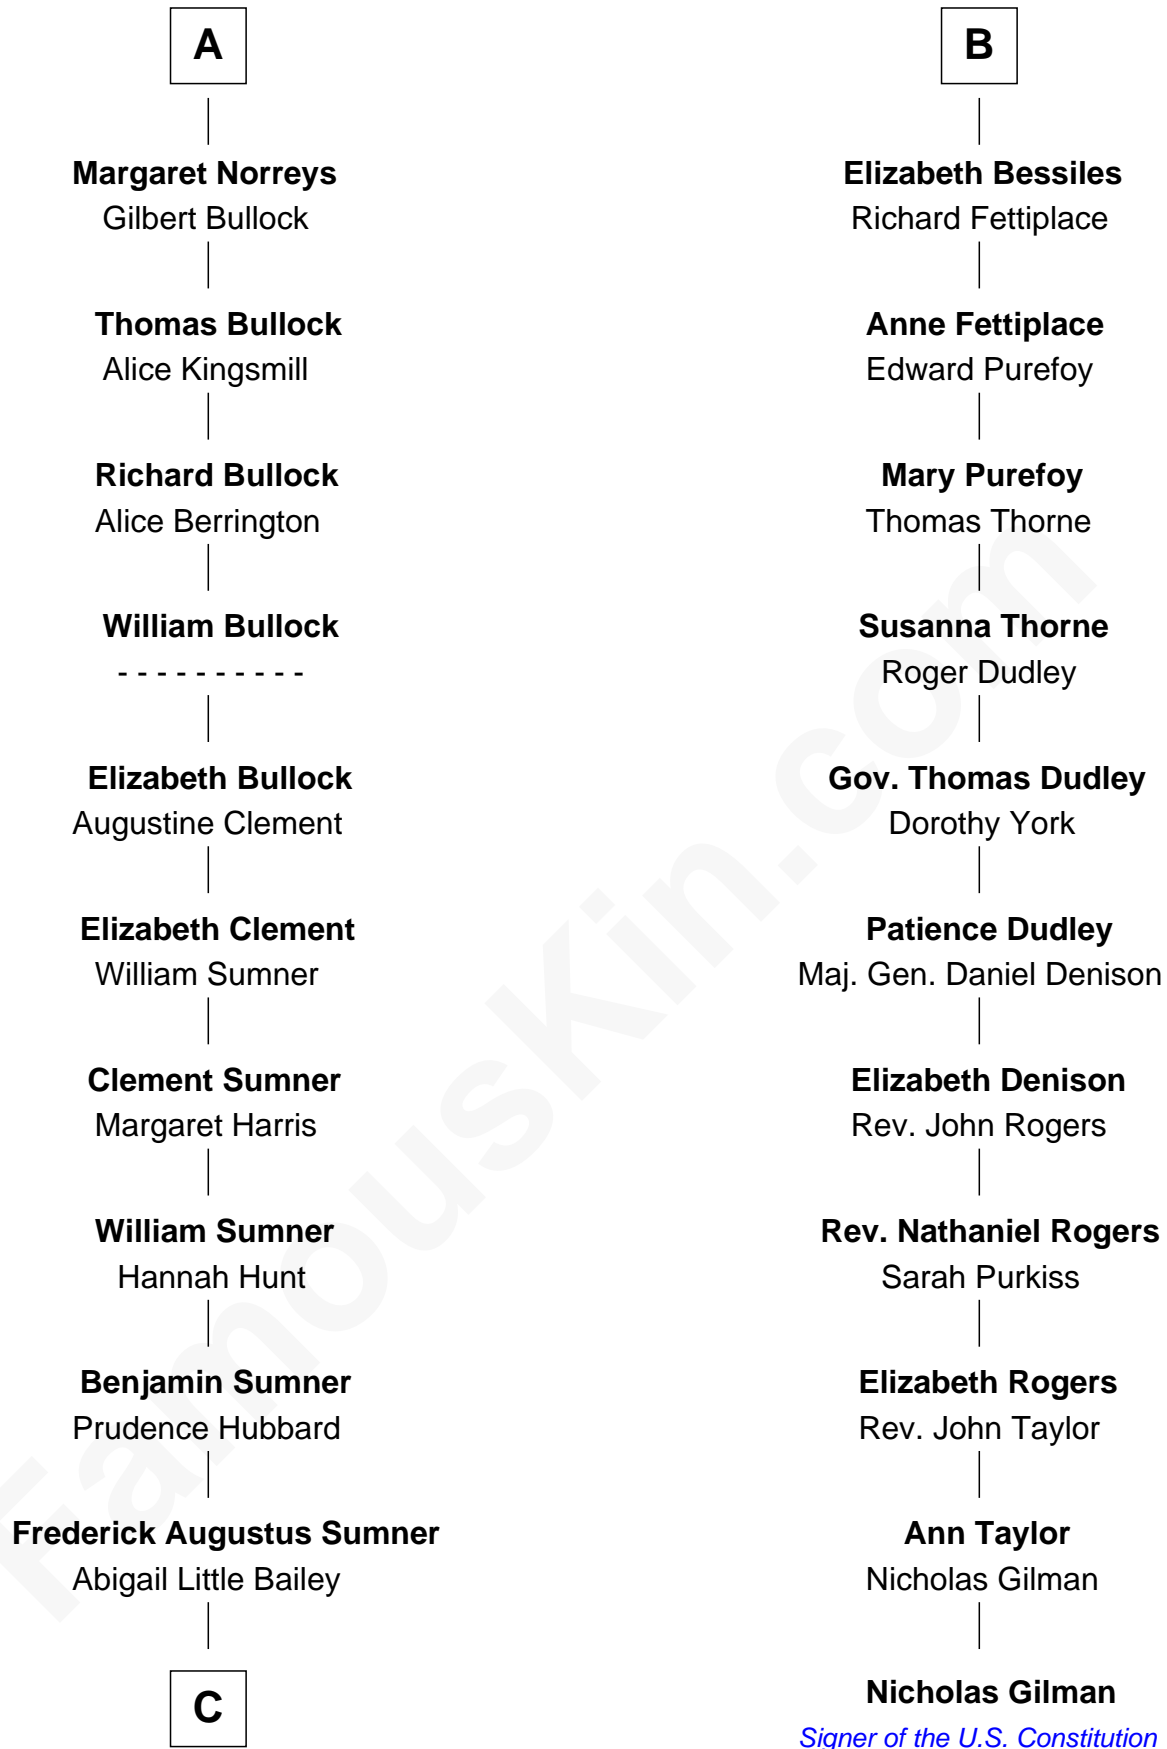 A
Margaret Norreys
Gilbert Bullock
Thomas Bullock
Alice Kingsmill
Richard Bullock
Alice Berrington
William Bullock
- - - - - - - - - -
Elizabeth Bullock
Augustine Clement
Elizabeth Clement
William Sumner
Clement Sumner
Margaret Harris
William Sumner
Hannah Hunt
Benjamin Sumner
Prudence Hubbard
Frederick Augustus Sumner
Abigail Little Bailey
C
B
Elizabeth Bessiles
Richard Fettiplace
Anne Fettiplace
Edward Purefoy
Mary Purefoy
Thomas Thorne
Susanna Thorne
Roger Dudley
Gov. Thomas Dudley
Dorothy York
Patience Dudley
Maj. Gen. Daniel Denison
Elizabeth Denison
Rev. John Rogers
Rev. Nathaniel Rogers
Sarah Purkiss
Elizabeth Rogers
Rev. John Taylor
Ann Taylor
Nicholas Gilman
Nicholas Gilman
Signer of the U.S. Constitution
FamousKin.com